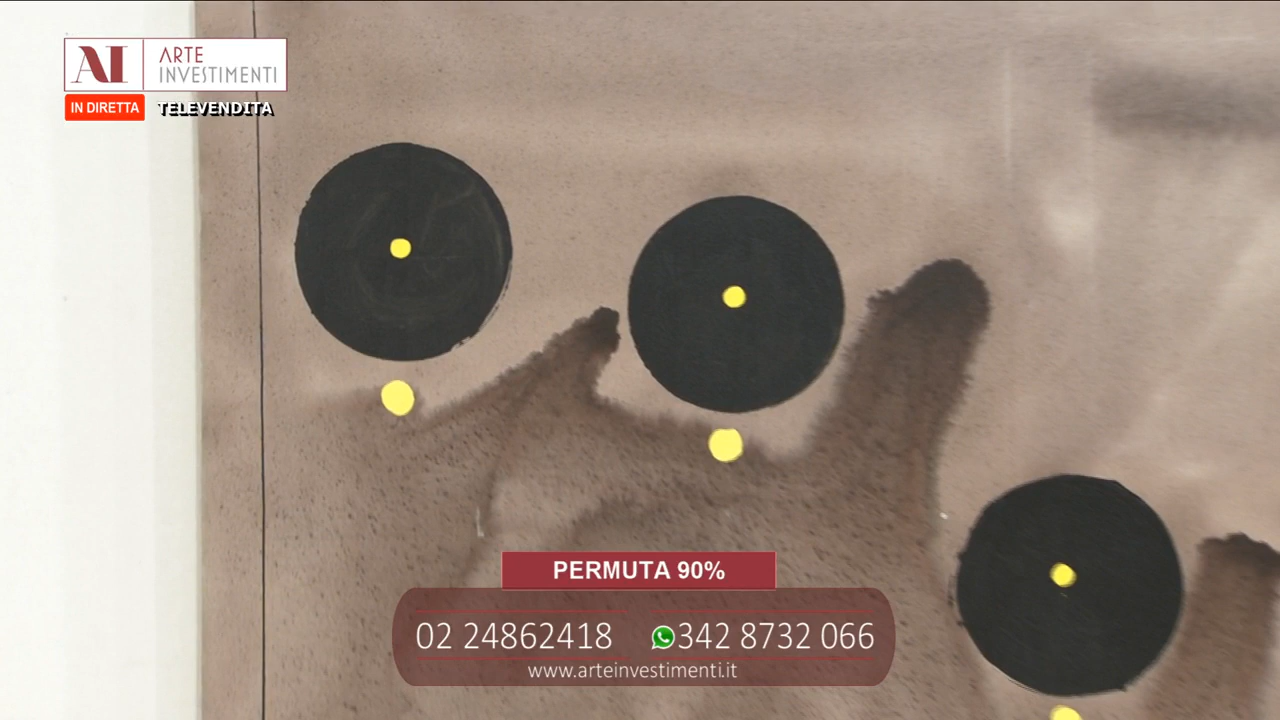 AI ARTE
INVESTIMENTI
IN DIRETTA TELEVENDITA
PERMUTA 90%
02 24862418 342 8732 066
www.arteinvestimenti.it